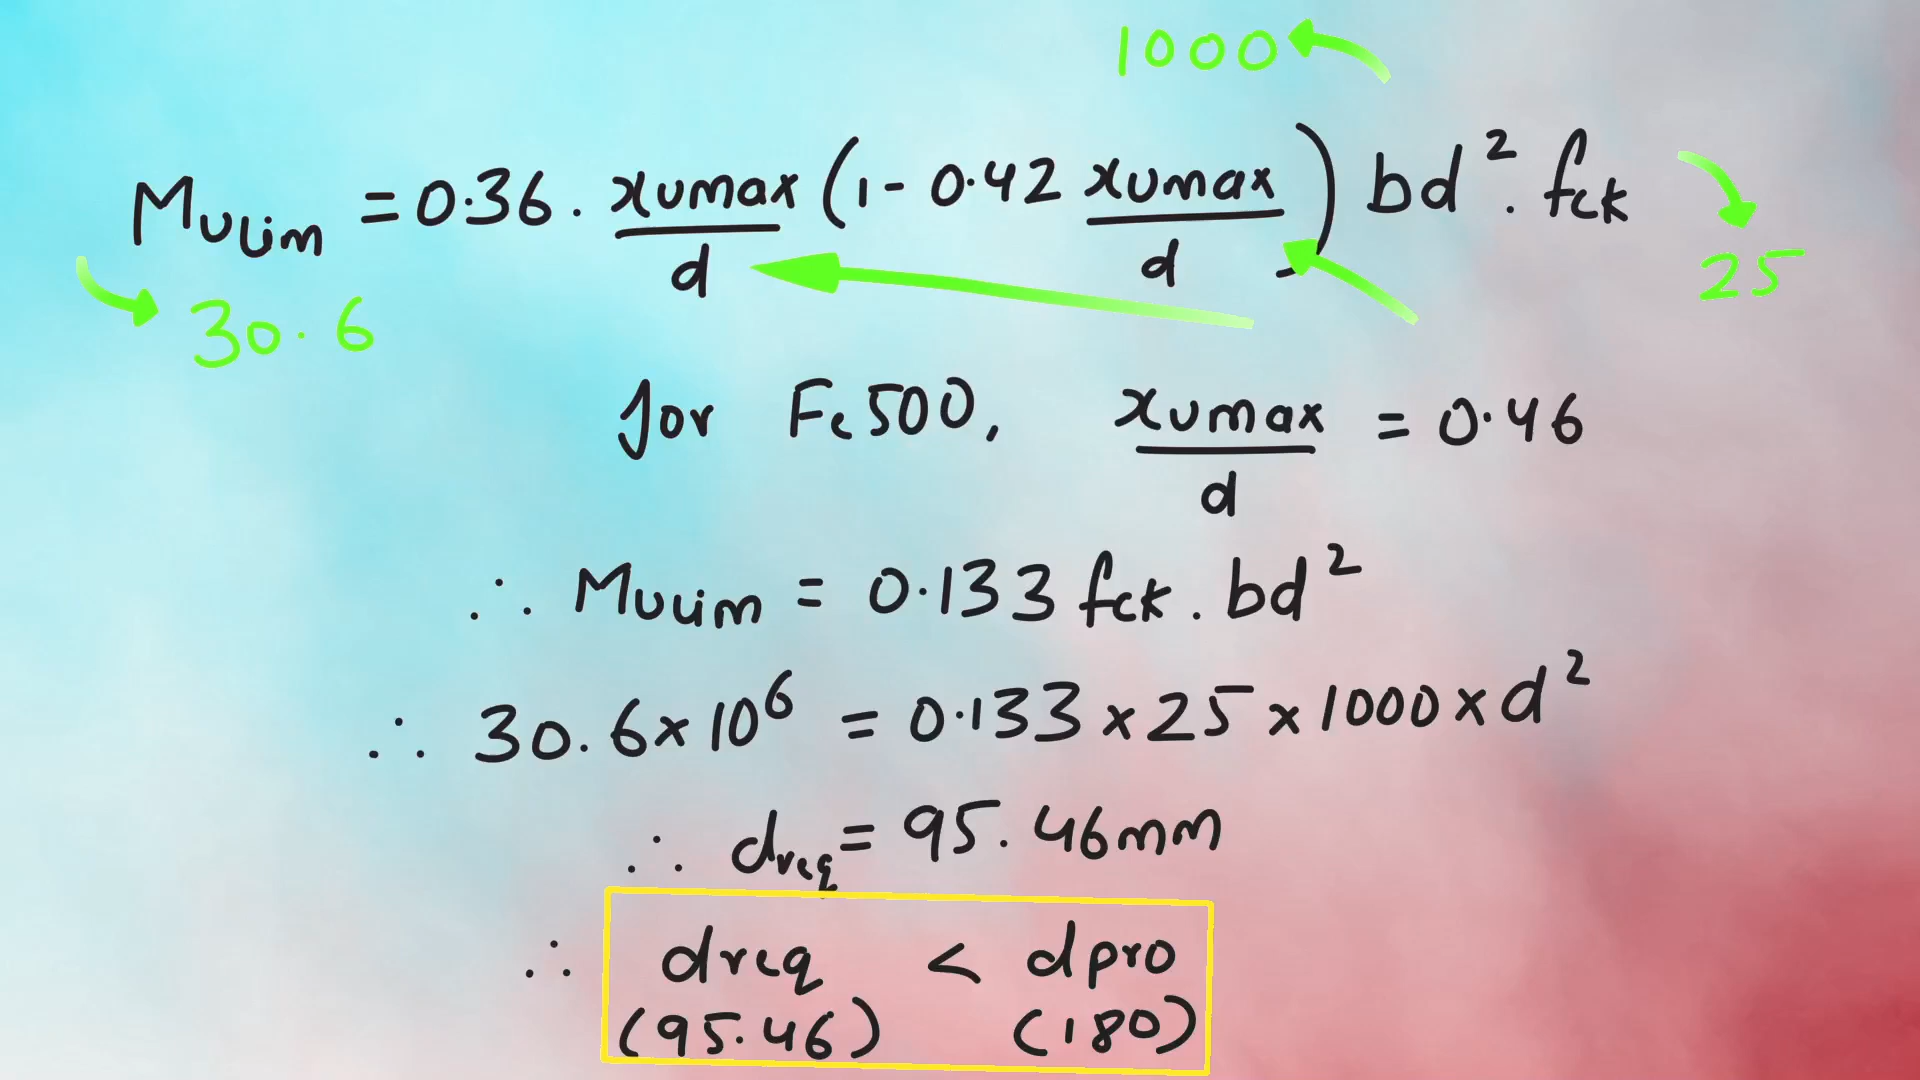 1000
Mulim = 0.36 . xumax/d (1 - 0.42 xumax/d) bd². fck
30.6
25
for Fe500, xumax/d = 0.46
∴ Mulim = 0.133 fck . bd²
∴ 30.6 × 10⁶ = 0.133 × 25 × 1000 × d²
∴ dreq = 95.46mm
∴ dreq < dpro
(95.46) (180)